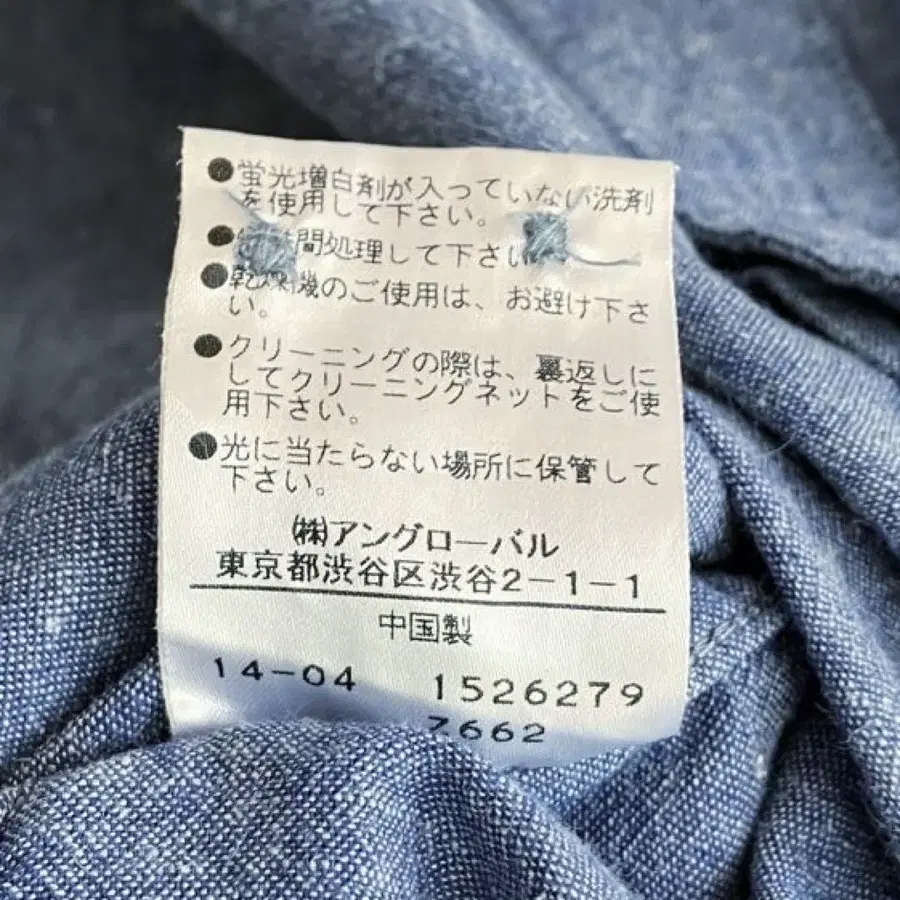 ●蛍光増白剤が入っていない洗剤
を使用して下さい。
●短時間処理して下さい
●乾燥機のご使用は、お避け下さ
い。
●クリーニングの際は、裏返しに
してクリーニングネットをご使
用下さい。
●光に当たらない場所に保管して
下さい。
㈱アングローバル
東京都渋谷区渋谷2-1-1
中国製
14-04 1526279
Z662